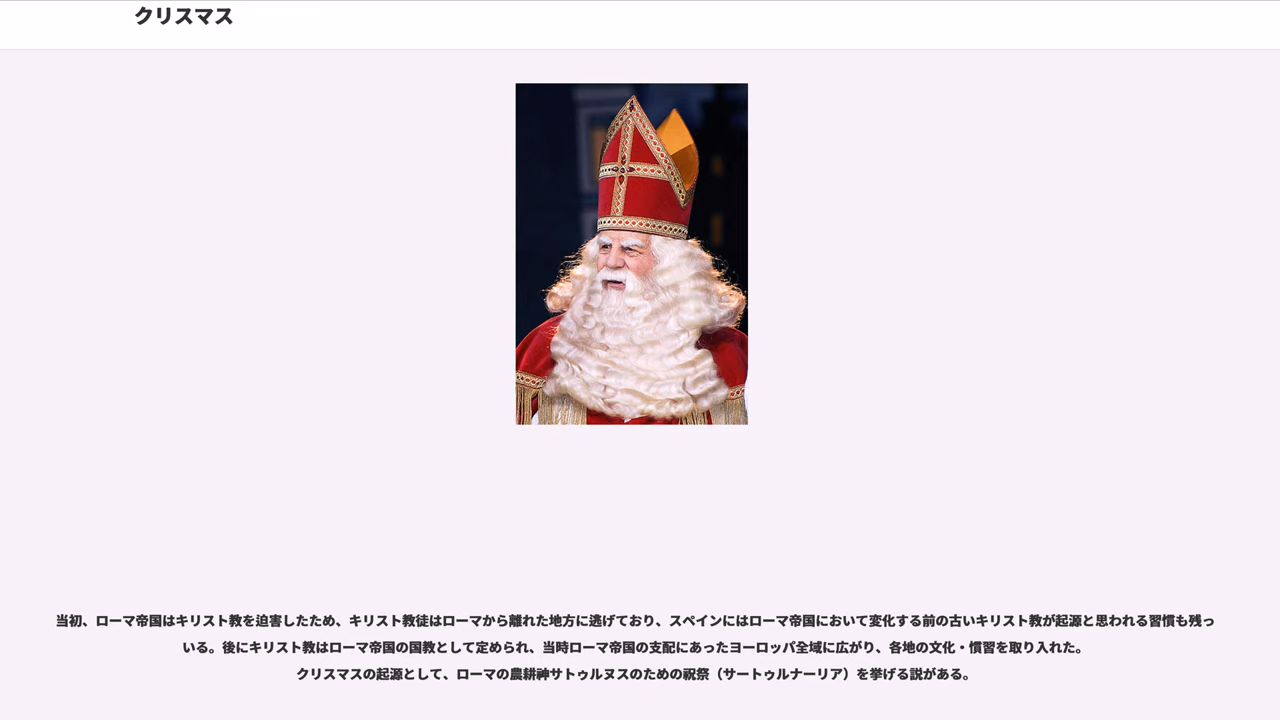 クリスマス
当初、ローマ帝国はキリスト教を迫害したため、キリスト教徒はローマから離れた地方に逃げており、スペインにはローマ帝国において変化する前の古いキリスト教が起源と思われる習慣も残っ
いる。後にキリスト教はローマ帝国の国教として定められ、当時ローマ帝国の支配にあったヨーロッパ全域に広がり、各地の文化・慣習を取り入れた。
クリスマスの起源として、ローマの農耕神サトゥルヌスのための祝祭（サートゥルナーリア）を挙げる説がある。